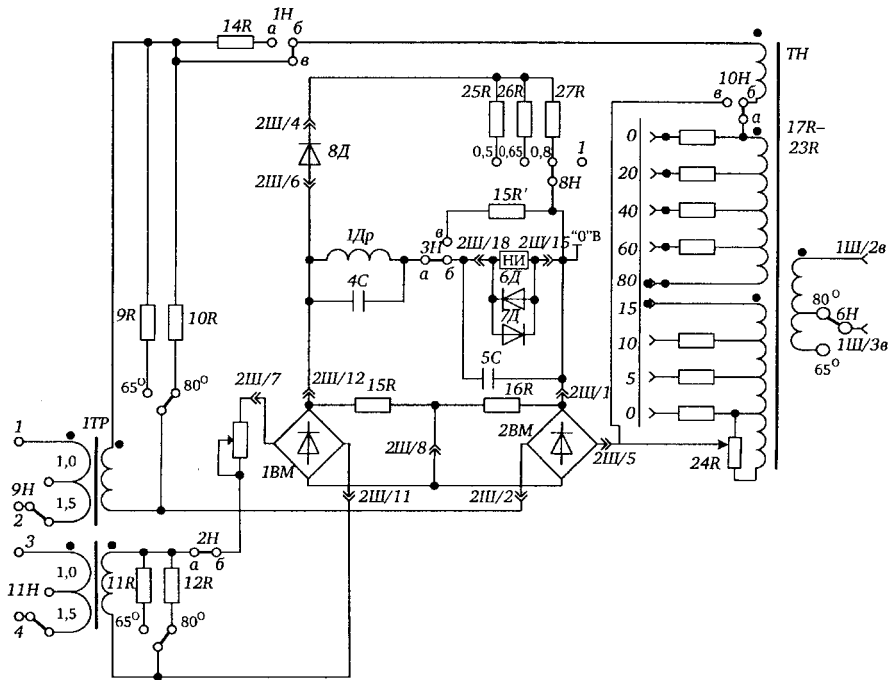 1Н
14R
а
б
в
ТН
10Н
в
б
а
25R
26R
27R
2Ш/4
8Д
0,5
0,65
0,8
1
8Н
2Ш/6
17R–
23R
0
20
40
60
80
15
10
5
0
15R'
в
1Др
3Н
а
б
2Ш/18
2Ш/15
"0"В
НИ
6Д
7Д
4С
5С
1Ш/2в
80°
6Н
1Ш/3в
65°
9R
10R
65°
80°
2Ш/7
2Ш/12
15R
16R
2Ш/1
2Ш/8
2ВМ
1ВМ
2Ш/5
24R
2Ш/11
2Ш/2
1ТР
1
1,0
9Н
1,5
2
3
2Н
а
б
1,0
11R
12R
11Н
1,5
65°
80°
4